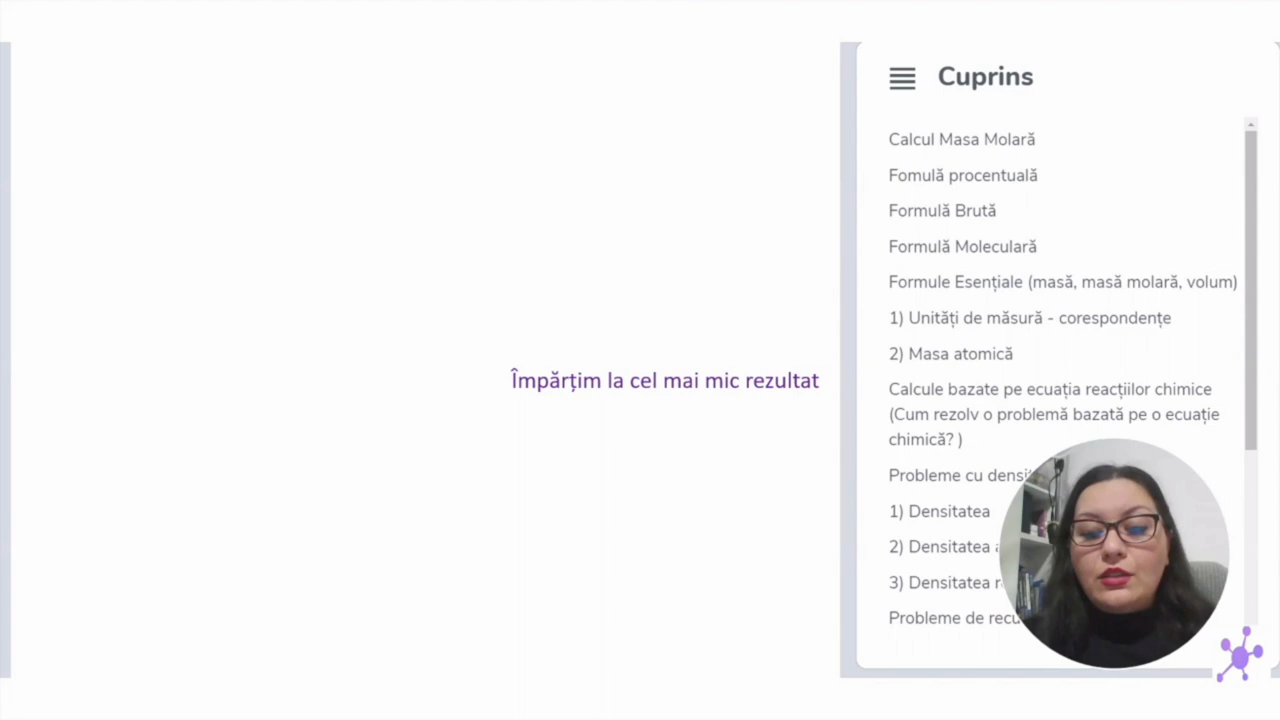 Împărțim la cel mai mic rezultat
Cuprins
Calcul Masa Molară
Fomulă procentuală
Formulă Brută
Formulă Moleculară
Formule Esențiale (masă, masă molară, volum)
1) Unități de măsură - corespondențe
2) Masa atomică
Calcule bazate pe ecuația reacțiilor chimice
(Cum rezolv o problemă bazată pe o ecuație
chimică? )
Probleme cu
1) Densitatea
2) Densitatea
3) Densitatea
Probleme de